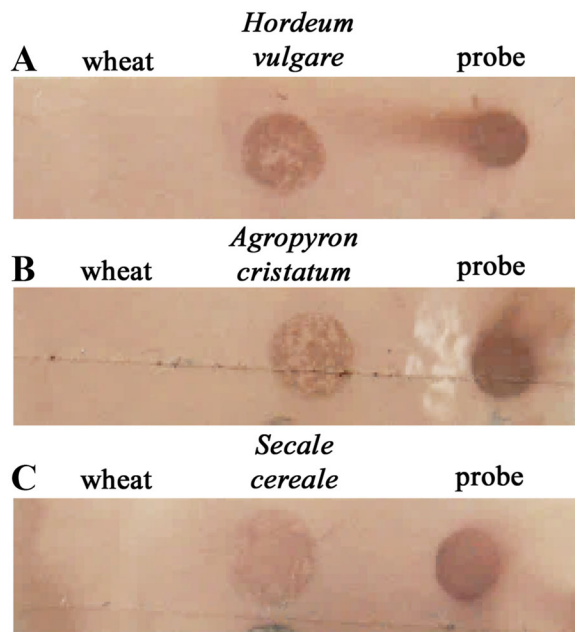 Hordeum
A wheat vulgare probe
Agropyron
B wheat cristatum probe
Secale
C wheat cereale probe